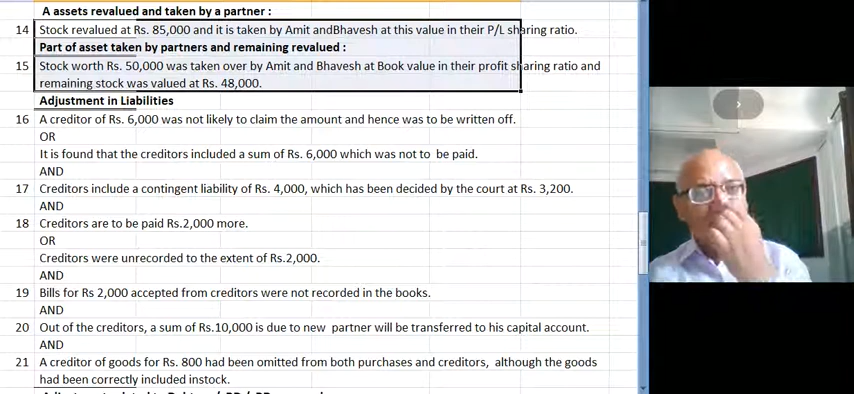 A assets revalued and taken by a partner :
14 Stock revalued at Rs. 85,000 and it is taken by Amit andBhavesh at this value in their P/L sharing ratio.
Part of asset taken by partners and remaining revalued :
15 Stock worth Rs. 50,000 was taken over by Amit and Bhavesh at Book value in their profit sharing ratio and
remaining stock was valued at Rs. 48,000.
Adjustment in Liabilities
16 A creditor of Rs. 6,000 was not likely to claim the amount and hence was to be written off.
OR
It is found that the creditors included a sum of Rs. 6,000 which was not to be paid.
AND
17 Creditors include a contingent liability of Rs. 4,000, which has been decided by the court at Rs. 3,200.
AND
18 Creditors are to be paid Rs.2,000 more.
OR
Creditors were unrecorded to the extent of Rs.2,000.
AND
19 Bills for Rs 2,000 accepted from creditors were not recorded in the books.
AND
20 Out of the creditors, a sum of Rs.10,000 is due to new partner will be transferred to his capital account.
AND
21 A creditor of goods for Rs. 800 had been omitted from both purchases and creditors, although the goods
had been correctly included instock.